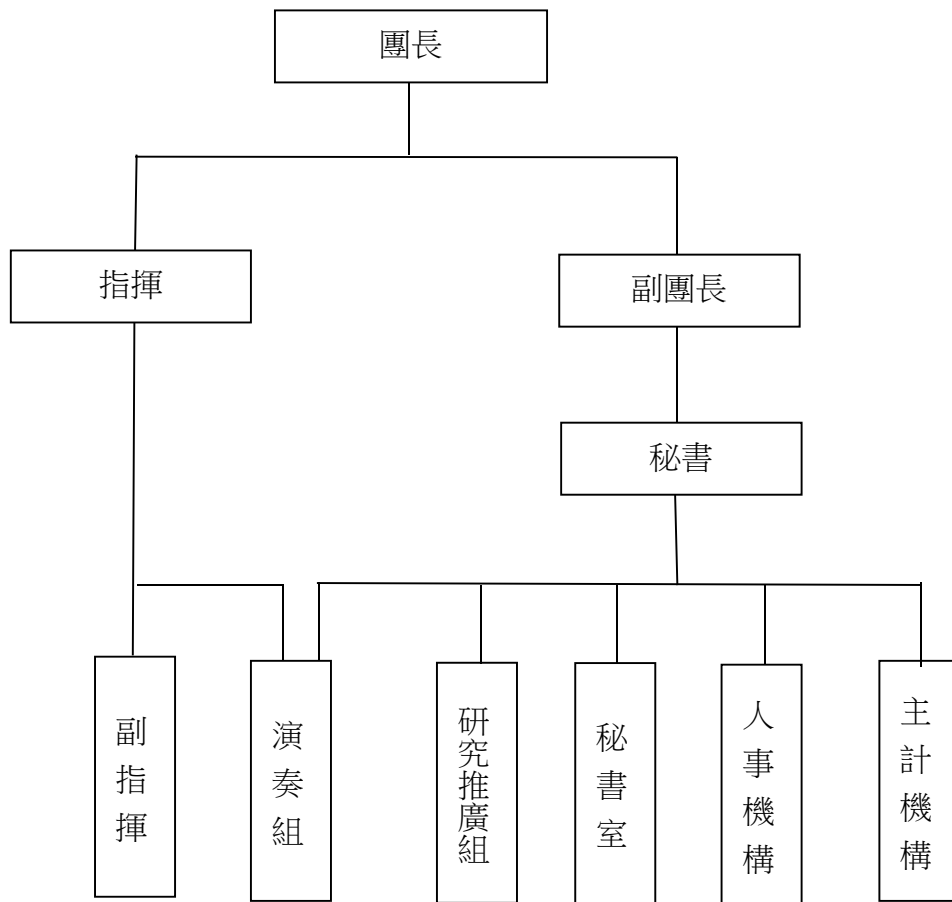 團長
指揮
副團長
秘書
副指揮
演奏組
研究推廣組
秘書室
人事機構
主計機構